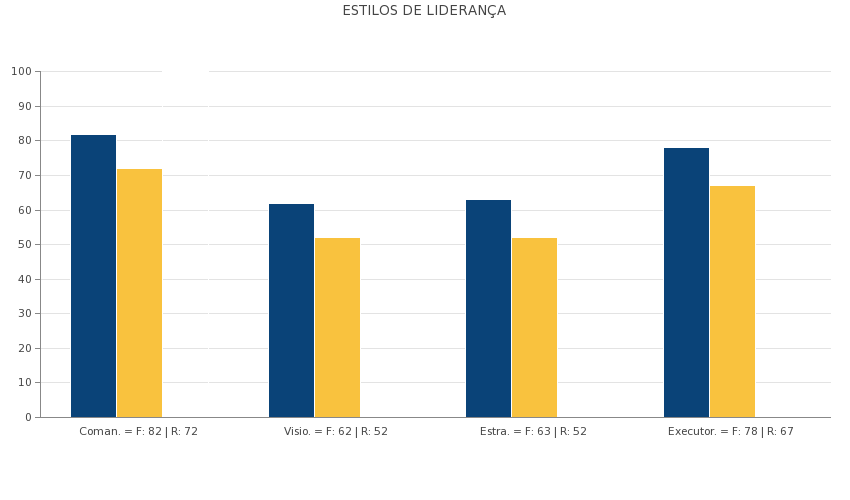 ESTILOS DE LIDERANÇA
100
90
80
70
60
50
40
30
20
10
0
Coman. = F: 82 | R: 72
Visio. = F: 62 | R: 52
Estra. = F: 63 | R: 52
Executor. = F: 78 | R: 67